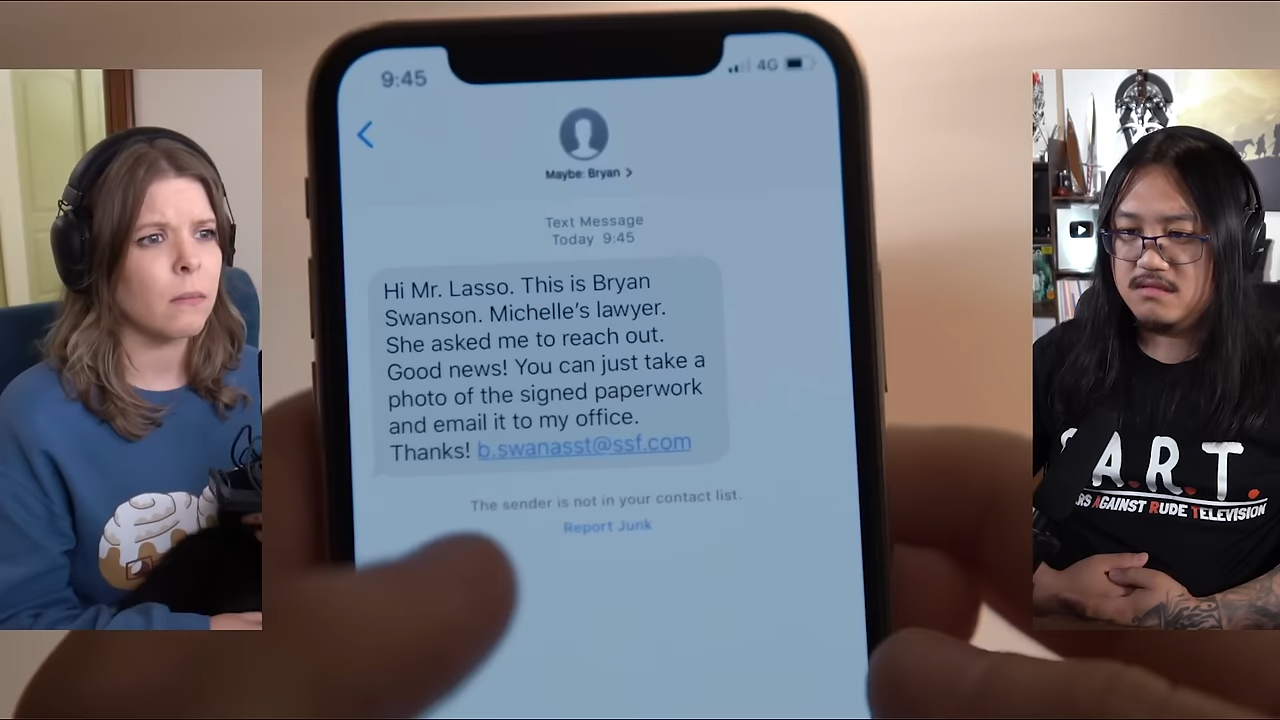 9:45
4G
Maybe: Bryan
Text Message
Today 9:45
Hi Mr. Lasso. This is Bryan
Swanson. Michelle's lawyer.
She asked me to reach out.
Good news! You can just take a
photo of the signed paperwork
and email it to my office.
Thanks! b.swanasst@ssf.com
The sender is not in your contact list.
Report Junk
A.R.T.
AGAINST RUDE TELEVISION